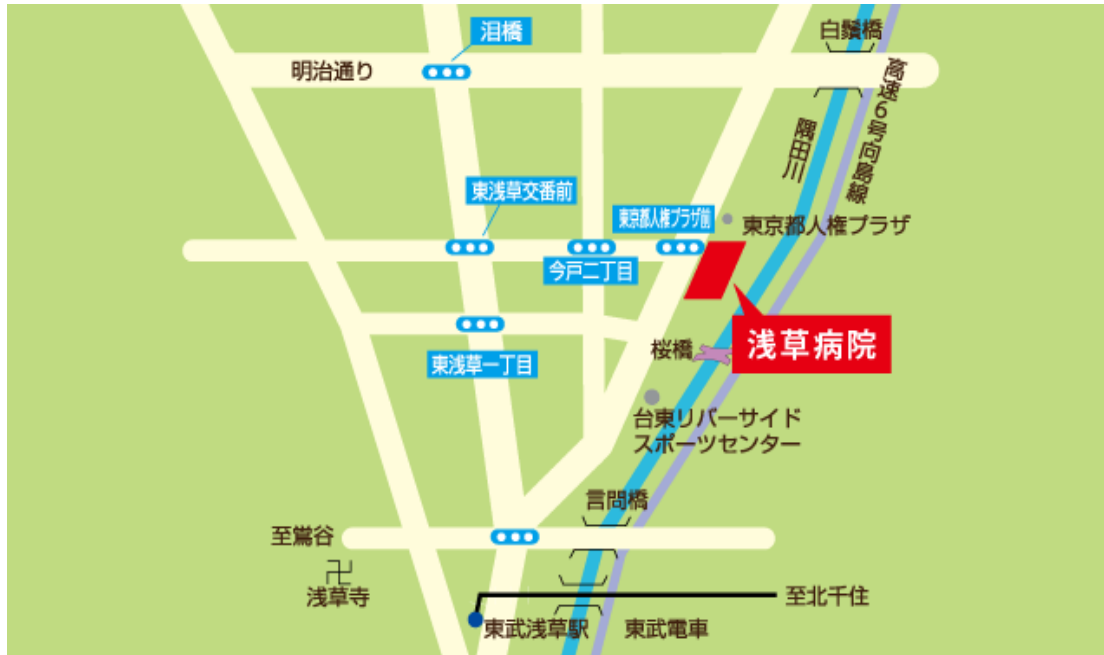 泪橋
白鬚橋
明治通り
高速6号向島線
隅田川
東浅草交番前
東京都人権プラザ前
東京都人権プラザ
今戸二丁目
浅草病院
桜橋
東浅草一丁目
台東リバーサイド
スポーツセンター
言問橋
至鶯谷
卍
浅草寺
至北千住
東武浅草駅
東武電車